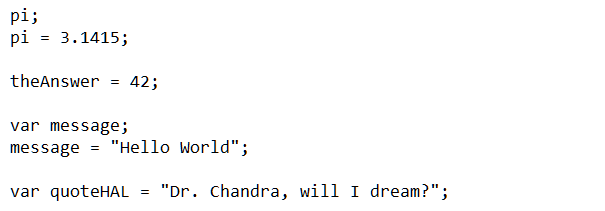 pi;
pi = 3.1415;
theAnswer = 42;
var message;
message = "Hello World";
var quoteHAL = "Dr. Chandra, will I dream?";